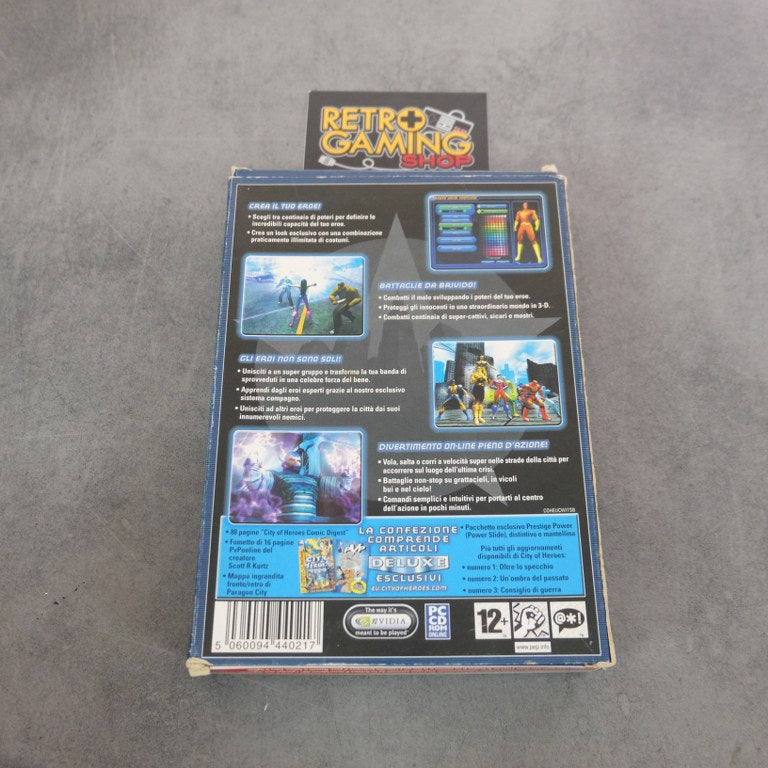 RETRO
GAMING
SHOP
CREA IL TUO EROE!
• Scegli tra centinaia di poteri per definire le
incredibili capacità del tuo eroe.
• Crea un look esclusivo con una combinazione
praticamente illimitata di costumi.
BATTAGLIE DA BRIVIDO!
• Combatti il male sviluppando i poteri del tuo eroe.
• Proteggi gli innocenti in uno straordinario mondo in 3-D.
• Combatti centinaia di super-cattivi, sicari e mostri.
GLI EROI NON SONO SOLI!
• Unisciti a un super gruppo e trasforma la tua banda di
sprovveduti in una celebre forza del bene.
• Apprendi dagli eroi esperti grazie al nostro esclusivo
sistema compagno.
• Unisciti ad altri eroi per proteggere la città dai suoi
innumerevoli nemici.
DIVERTIMENTO ON-LINE PIENO D'AZIONE!
• Vola, salta o corri a velocità super nelle strade della città per
accorrere sul luogo dell'ultima crisi.
• Battaglie non-stop su grattacieli, in vicoli
bui e nel cielo!
• Comandi semplici e intuitivi per portarti al centro
dell'azione in pochi minuti.
COHEUCWIITSB
• 80 pagine "City of Heroes Comic Digest"
• Fumetto di 16 pagine
PvPonline del
creatore
Scott R Kurtz
• Mappa ingrandita
fronte/retro di
Paragon City
LA CONFEZIONE
COMPRENDE
ARTICOLI
DELUXE
ESCLUSIVI
EU.CITYOFHEROES.COM
CITY
HEROES
PVP
• Pacchetto esclusivo Prestige Power
(Power Slide), distintivo e mantellina
Più tutti gli aggiornamenti
disponibili di City of Heroes:
• numero 1: Oltre lo specchio
• numero 2: Un'ombra del passato
• numero 3: Consiglio di guerra
5 060094 440217
The way it's
NVIDIA
meant to be played
PC
CD
ROM
ONLINE
12+
www.pegi.info
@*!